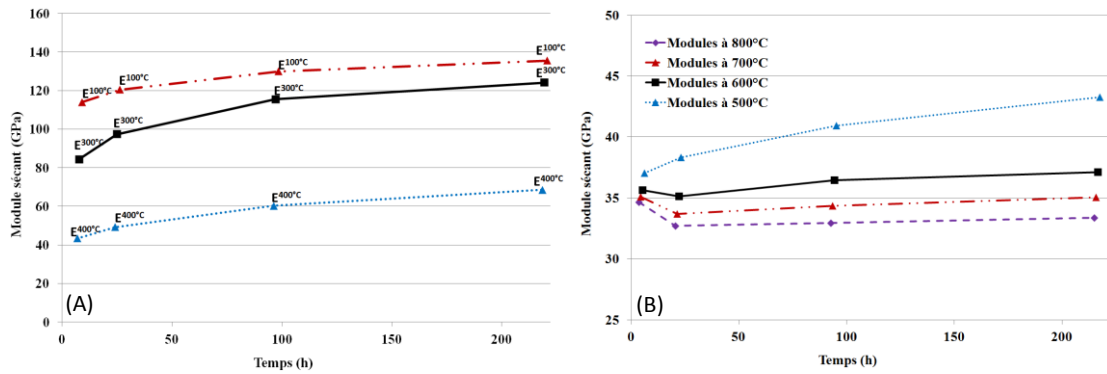 Module sécant (GPa)
160
140
120
100
80
60
40
20
0
E100°C
E100°C
E100°C
E100°C
E300°C
E300°C
E300°C
E300°C
E400°C
E400°C
E400°C
E400°C
(A)
0
50
100
150
200
Temps (h)
Module sécant (GPa)
50
45
40
35
30
25
Modules à 800°C
Modules à 700°C
Modules à 600°C
Modules à 500°C
(B)
0
50
100
150
200
Temps (h)